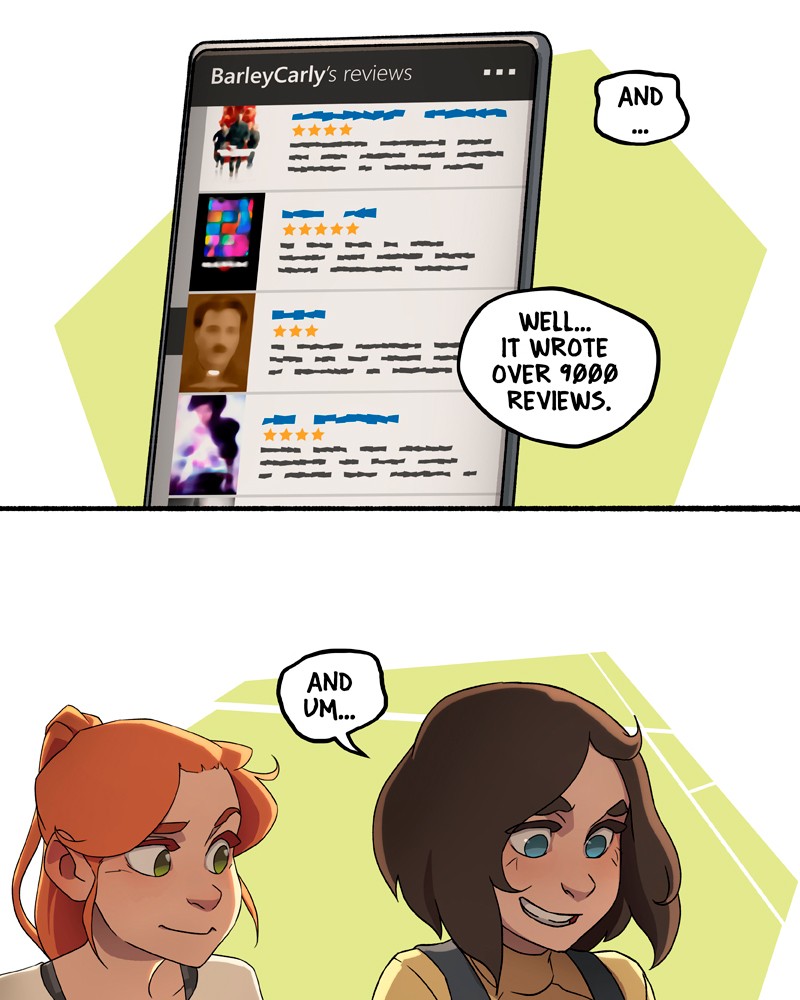 BarleyCarly's reviews
AND
...
WELL...
IT WROTE
OVER 9000
REVIEWS.
AND
UM...